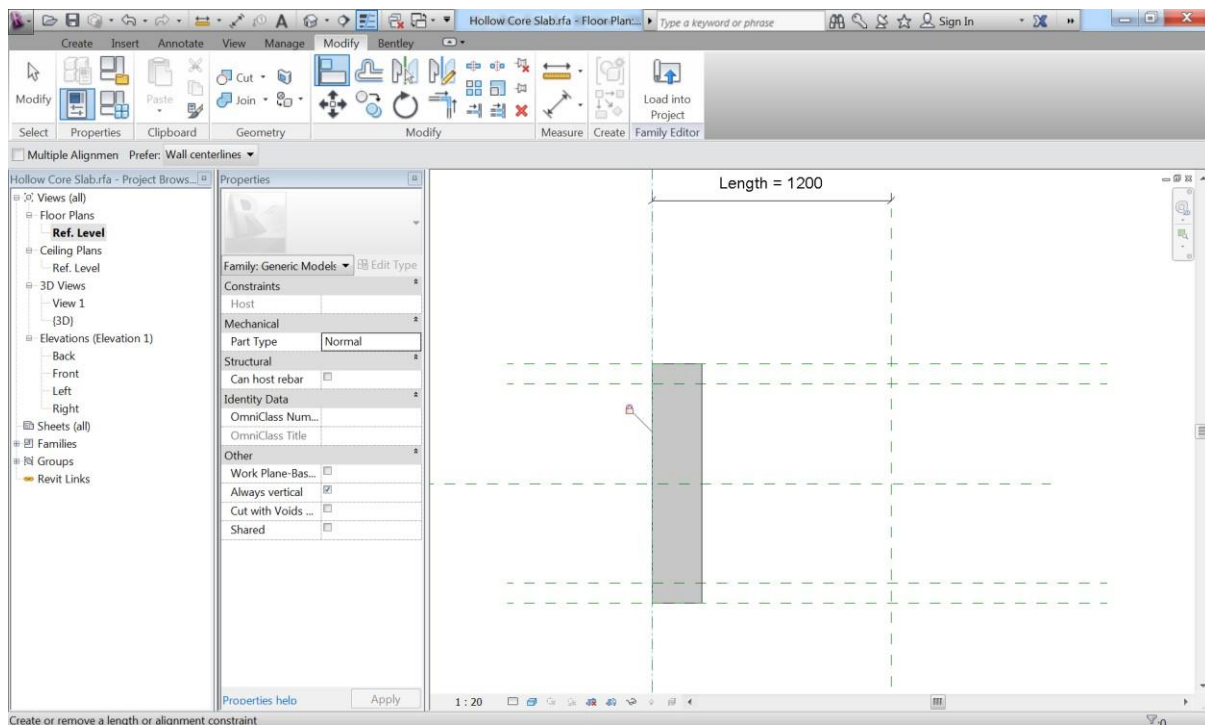 Hollow Core Slab.rfa - Floor Plan:... Type a keyword or phrase Sign In
Create Insert Annotate View Manage Modify Bentley
Modify Paste Cut Join Load into Project
Select Properties Clipboard Geometry Modify Measure Create Family Editor
Multiple Alignmen Prefer: Wall centerlines
Hollow Core Slab.rfa - Project Brows...
Views (all)
Floor Plans
Ref. Level
Ceiling Plans
Ref. Level
3D Views
View 1
{3D}
Elevations (Elevation 1)
Back
Front
Left
Right
Sheets (all)
Families
Groups
Revit Links
Properties
Family: Generic Models Edit Type
Constraints
Host
Mechanical
Part Type Normal
Structural
Can host rebar
Identity Data
OmniClass Num...
OmniClass Title
Other
Work Plane-Bas...
Always vertical
Cut with Voids ...
Shared
Properties help Apply
Length = 1200
1 : 20
Create or remove a length or alignment constraint
:0